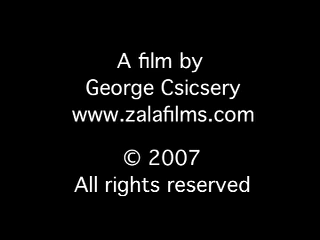 A film by
George Csicsery
www.zalafilms.com
© 2007
All rights reserved